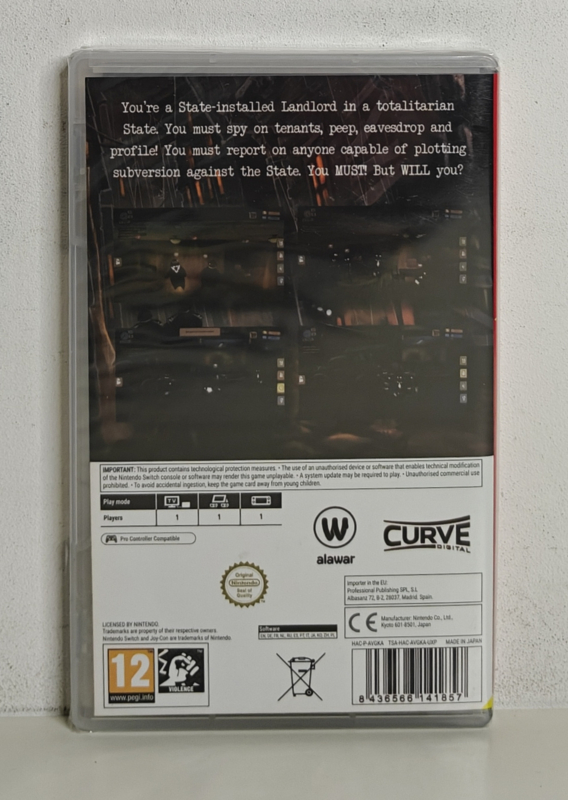 You're a State-installed Landlord in a totalitarian
State. You must spy on tenants, peep, eavesdrop and
profile! You must report on anyone capable of plotting
subversion against the State. You MUST! But WILL you?
IMPORTANT: This product contains technological protection measures. • The use of an unauthorised device or software that enables technical modification
of the Nintendo Switch console or software may render this game unplayable. • A system update may be required to play. • Unauthorised commercial use
prohibited. • To avoid accidental ingestion, keep the game card away from young children.
Play mode TV
Players 1 1 1
Pro Controller Compatible
W
alawar
CURVE
DIGITAL
Original
Nintendo
Seal of
Quality
Importer in the EU:
Professional Publishing SPL, S.L
Albasanz 72, 8-2, 28037. Madrid. Spain.
LICENSED BY NINTENDO.
Trademarks are property of their respective owners.
Nintendo Switch and Joy-Con are trademarks of Nintendo.
Software
CE Manufacturer: Nintendo Co., Ltd.,
Kyoto 601-8501, Japan
HAC-P-AVGKA TSA-HAC-AVGKA-UXP MADE IN JAPAN
12
www.pegi.info
VIOLENCE
8 436566 141857